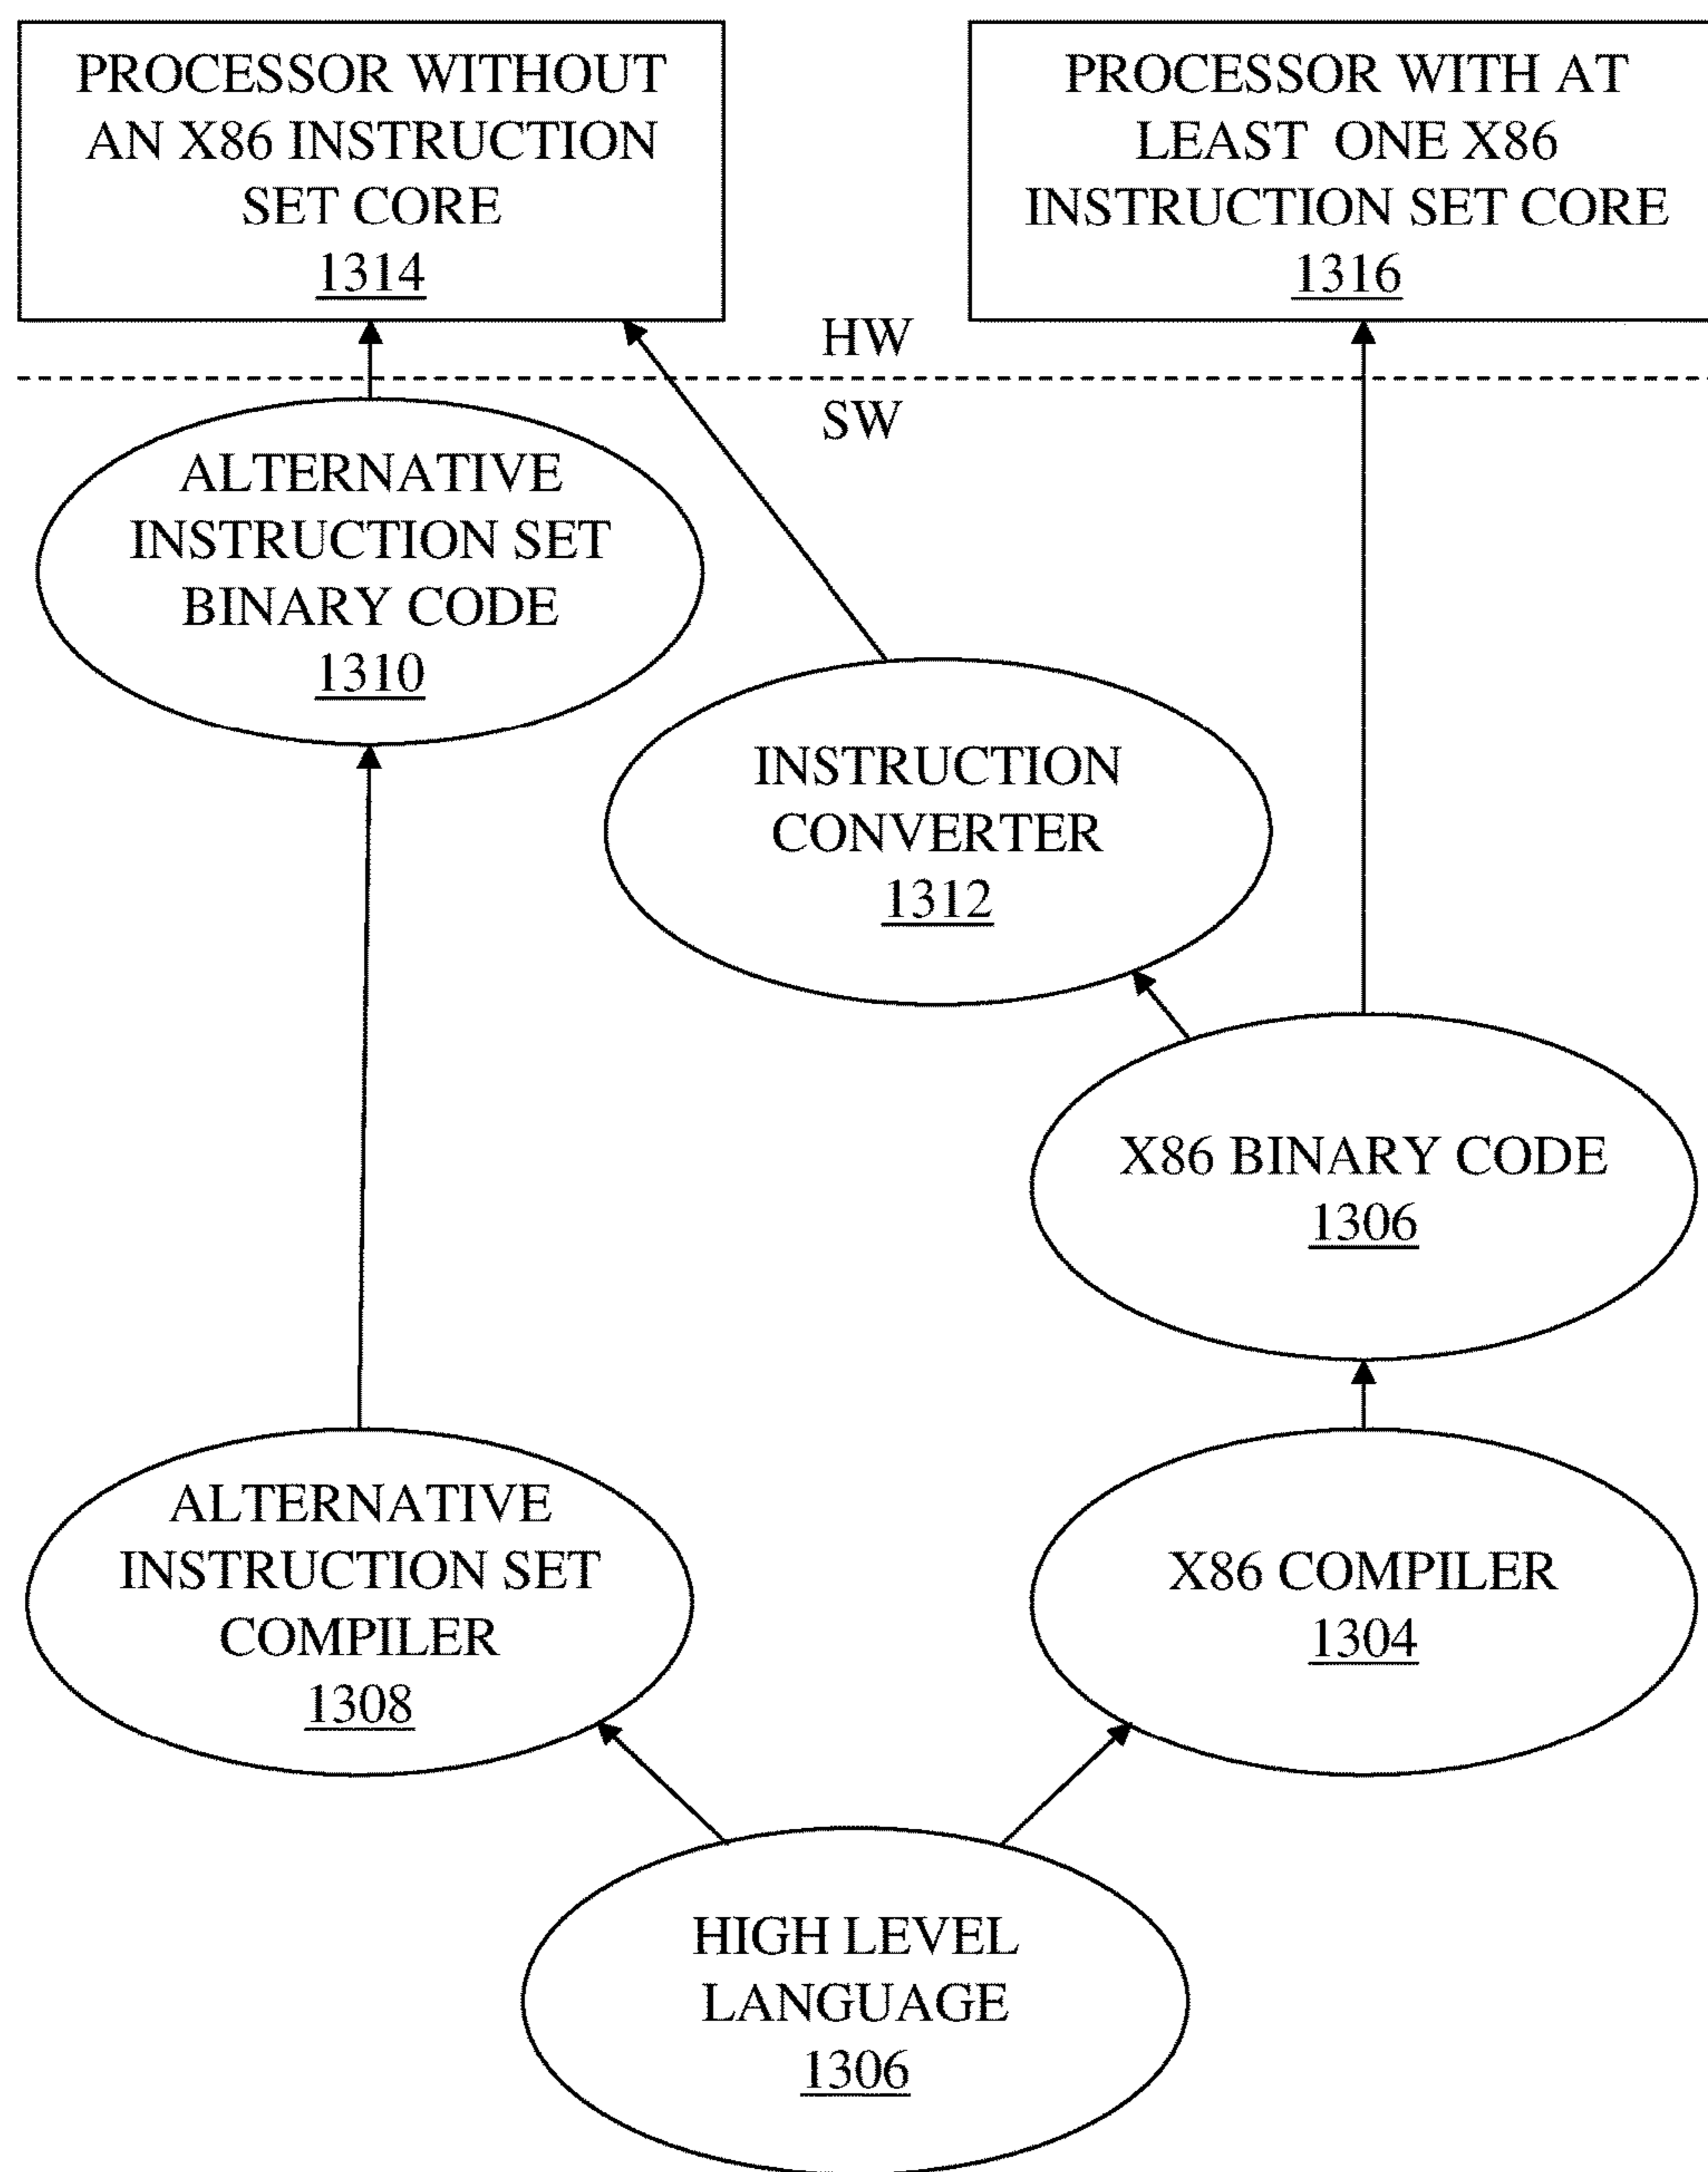 PROCESSOR WITHOUT
AN X86 INSTRUCTION
SET CORE
1314
PROCESSOR WITH AT
LEAST ONE X86
INSTRUCTION SET CORE
1316
HW
SW
ALTERNATIVE
INSTRUCTION SET
BINARY CODE
1310
INSTRUCTION
CONVERTER
1312
X86 BINARY CODE
1306
ALTERNATIVE
INSTRUCTION SET
COMPILER
1308
X86 COMPILER
1304
HIGH LEVEL
LANGUAGE
1306